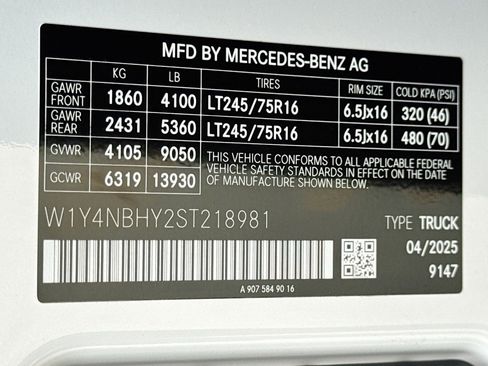 MFD BY MERCEDES-BENZ AG
KG LB TIRES RIM SIZE COLD KPA (PSI)
GAWR FRONT 1860 4100 LT245/75R16 6.5Jx16 320 (46)
GAWR REAR 2431 5360 LT245/75R16 6.5Jx16 480 (70)
GVWR 4105 9050
GCWR 6319 13930
THIS VEHICLE CONFORMS TO ALL APPLICABLE FEDERAL
VEHICLE SAFETY STANDARDS IN EFFECT ON THE DATE
OF MANUFACTURE SHOWN ABOVE.
W1Y4NBHY2ST218981
TYPE TRUCK
04/2025
9147
A 907 584 90 16